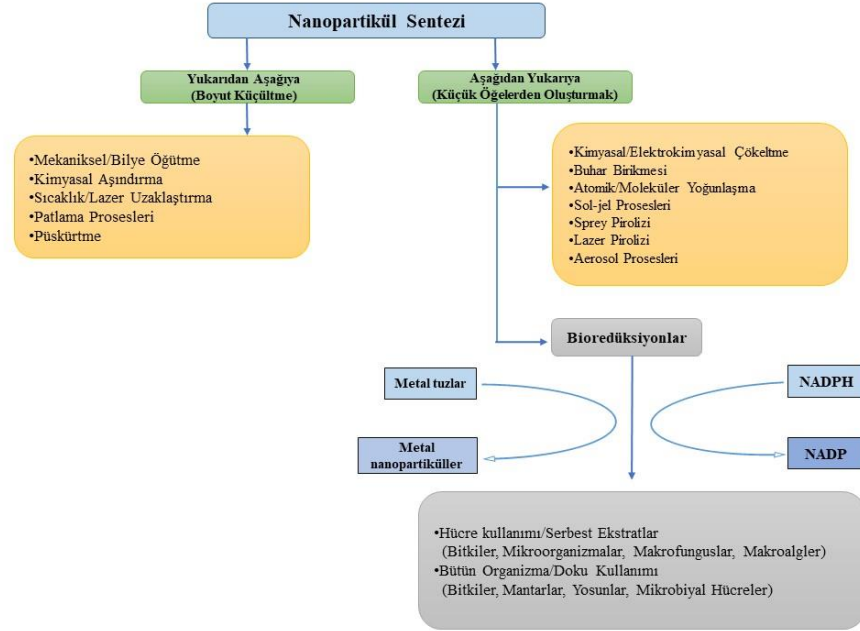 Nanopartikül Sentezi
Yukarıdan Aşağıya
(Boyut Küçültme)
Aşağıdan Yukarıya
(Küçük Öğelerden Oluşturmak)
•Mekaniksel/Bilye Öğütme
•Kimyasal Aşındırma
•Sıcaklık/Lazer Uzaklaştırma
•Patlama Prosesleri
•Püskürtme
•Kimyasal/Elektrokimyasal Çökeltme
•Buhar Birikmesi
•Atomik/Moleküler Yoğunlaşma
•Sol-jel Prosesleri
•Sprey Pirolizi
•Lazer Pirolizi
•Aerosol Prosesleri
Bioredüksiyonlar
Metal tuzlar
NADPH
Metal
nanopartiküller
NADP
•Hücre kullanımı/Serbest Ekstratlar
(Bitkiler, Mikroorganizmalar, Makrofunguslar, Makroalgler)
•Bütün Organizma/Doku Kullanımı
(Bitkiler, Mantarlar, Yosunlar, Mikrobiyal Hücreler)